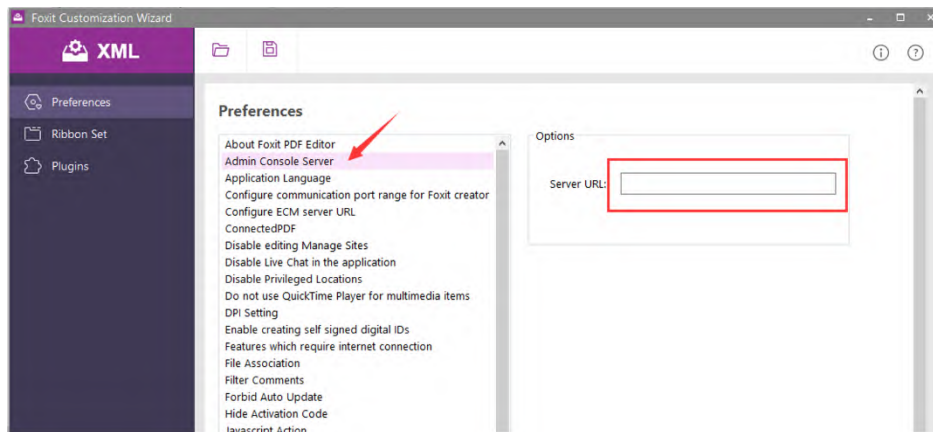 Foxit Customization Wizard
XML
Preferences
Ribbon Set
Plugins
Preferences
About Foxit PDF Editor
Admin Console Server
Application Language
Configure communication port range for Foxit creator
Configure ECM server URL
ConnectedPDF
Disable editing Manage Sites
Disable Live Chat in the application
Disable Privileged Locations
Do not use QuickTime Player for multimedia items
DPI Setting
Enable creating self signed digital IDs
Features which require internet connection
File Association
Filter Comments
Forbid Auto Update
Hide Activation Code
Javascript Action
Options
Server URL: